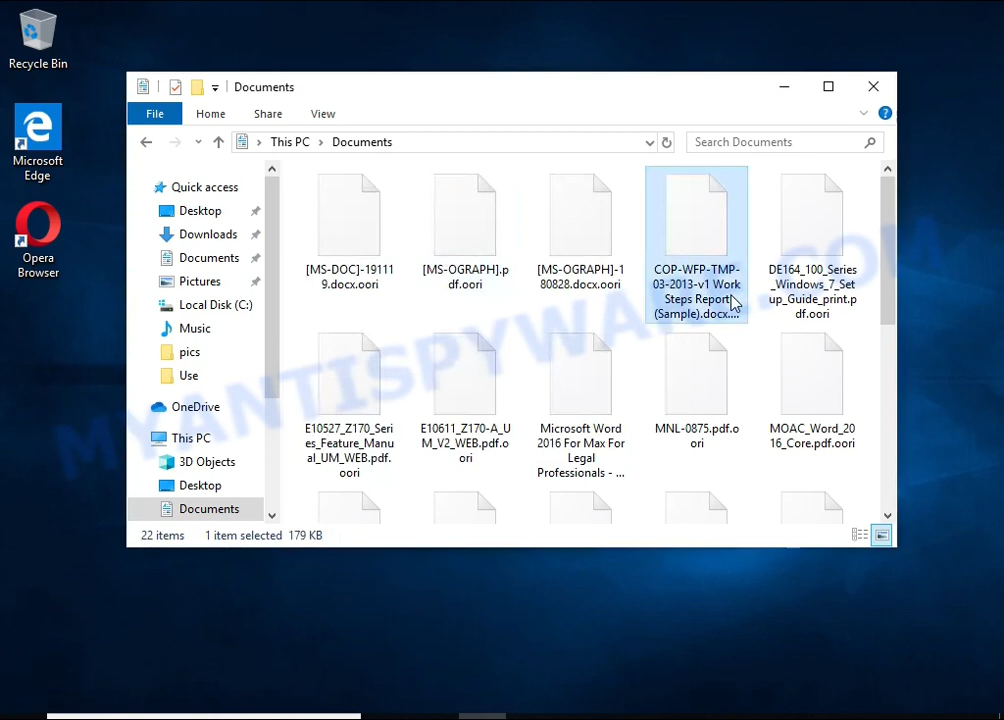 Recycle Bin
Microsoft
Edge
Opera
Browser
Documents
File
Home
Share
View
This PC
Documents
Search Documents
Quick access
Desktop
Downloads
Documents
Pictures
Local Disk (C:)
Music
pics
Use
OneDrive
This PC
3D Objects
Desktop
Documents
[MS-DOC]-19111
9.docx.oori
[MS-OGRAPH].p
df.oori
[MS-OGRAPH]-1
80828.docx.oori
COP-WFP-TMP-
03-2013-v1 Work
Steps Report
(Sample).docx....
DE164_100_Series
_Windows_7_Set
up_Guide_print.p
df.oori
E10527_Z170_Seri
es_Feature_Manu
al_UM_WEB.pdf.
oori
E10611_Z170-A_U
M_V2_WEB.pdf.o
ori
Microsoft Word
2016 For Max For
Legal
Professionals - ...
MNL-0875.pdf.o
ori
MOAC_Word_20
16_Core.pdf.oori
22 items
1 item selected 179 KB
MYANTISPYWARE.COM